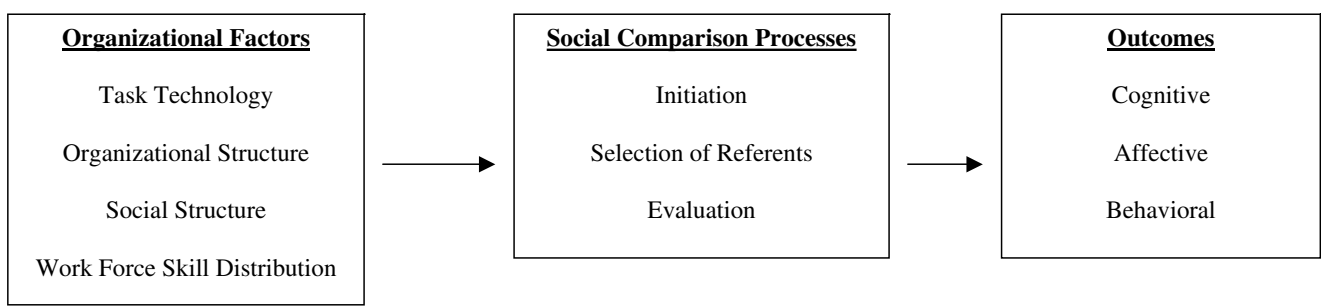 Organizational Factors
Task Technology
Organizational Structure
Social Structure
Work Force Skill Distribution
Social Comparison Processes
Initiation
Selection of Referents
Evaluation
Outcomes
Cognitive
Affective
Behavioral